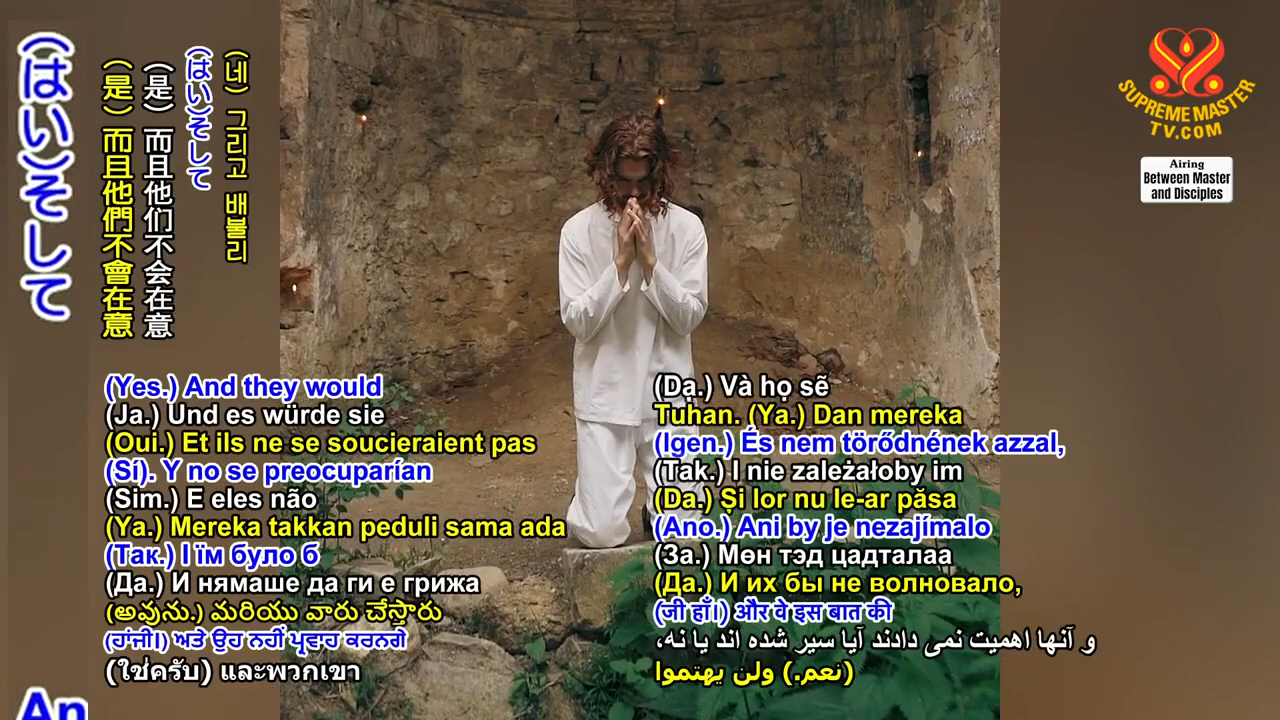 (はい)そして
(是) 而且他們不會在意
(是) 而且他们不会在意
(はい)そして
(네) 그리고 배불리
SUPREME MASTER
TV.COM
Airing
Between Master
and Disciples
(Yes.) And they would
(Ja.) Und es würde sie
(Oui.) Et ils ne se soucieraient pas
(Sí). Y no se preocuparían
(Sim.) E eles não
(Ya.) Mereka takkan peduli sama ada
(Так.) І їм було б
(Да.) И нямаше да ги е грижа
(అవును.) మరియు వారు చేస్తారు
(ਹਾਂਜੀ।) ਅਤੇ ਉਹ ਨਹੀਂ ਪ੍ਰਵਾਹ ਕਰਨਗੇ
(ใช่ครับ) และพวกเขา
(Dạ.) Và họ sẽ
Tuhan. (Ya.) Dan mereka
(Igen.) És nem törődnének azzal,
(Tak.) I nie zależałoby im
(Da.) Și lor nu le-ar păsa
(Ano.) Ani by je nezajímalo
(За.) Мөн тэд цадталаа
(Да.) И их бы не волновало,
(जी हाँ।) और वे इस बात की
و آنها اهمیت نمی دادند آیا سیر شده اند یا نه،
(نعم.) ولن يهتموا
An